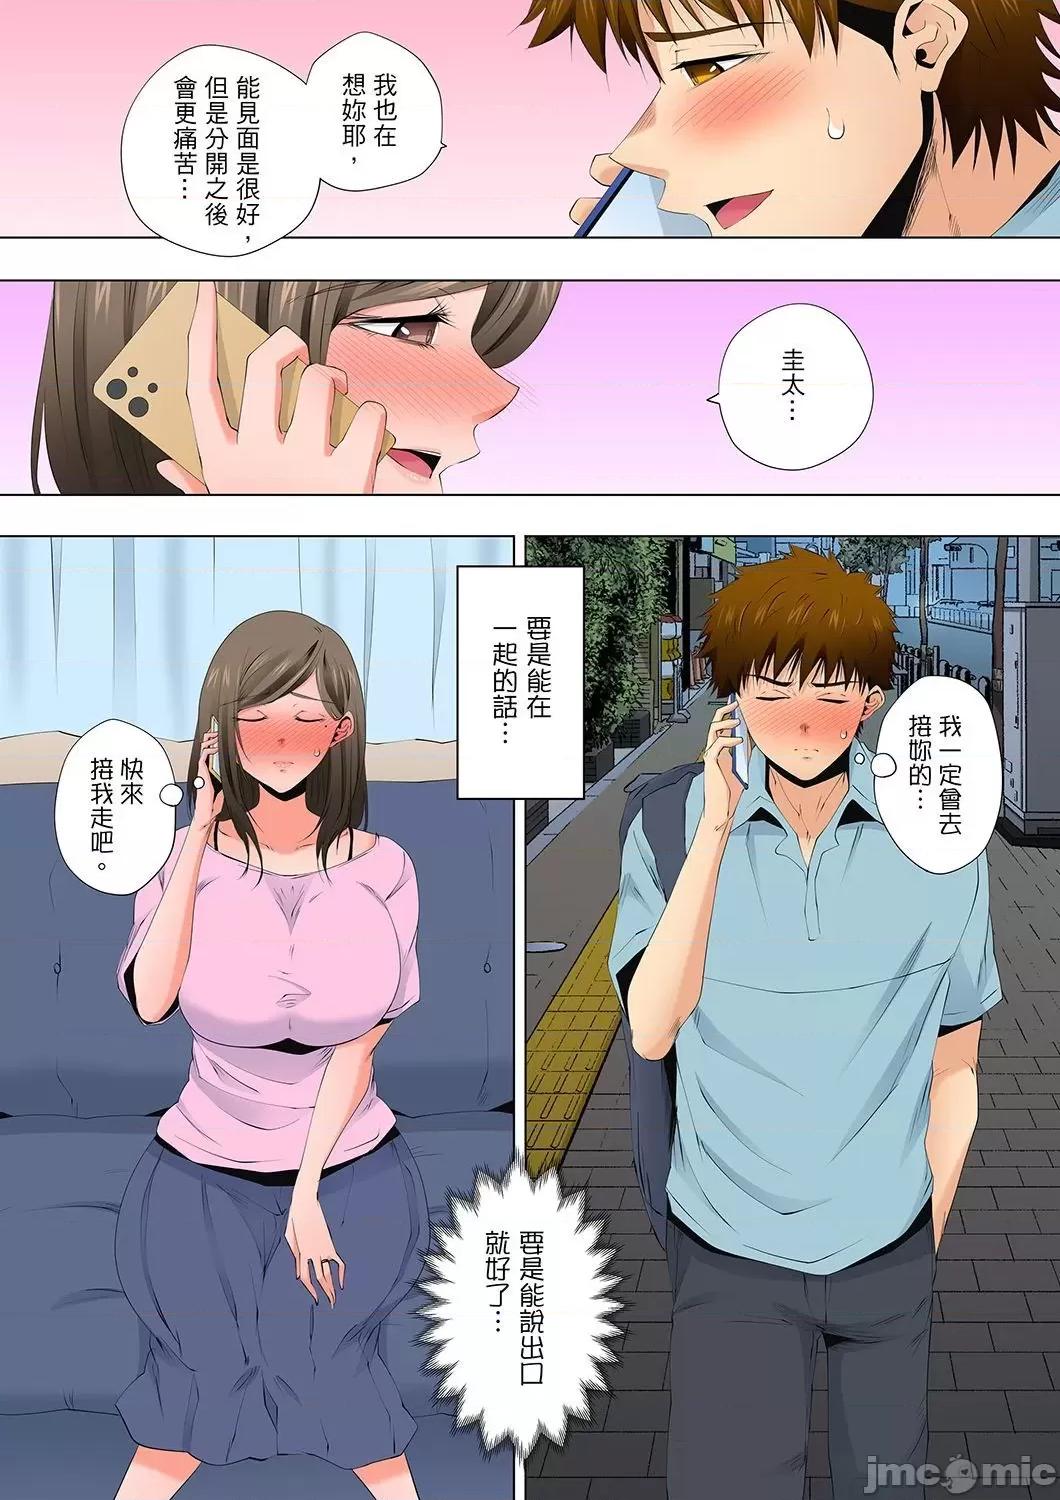 我也在
想妳耶，
能見面是很好，
但是分開之後
會更痛苦…
圭太…
要是能在
一起的話…
我一定會去
接妳的…
快來
接我走吧。
要是能說出口
就好了…
jmcomic